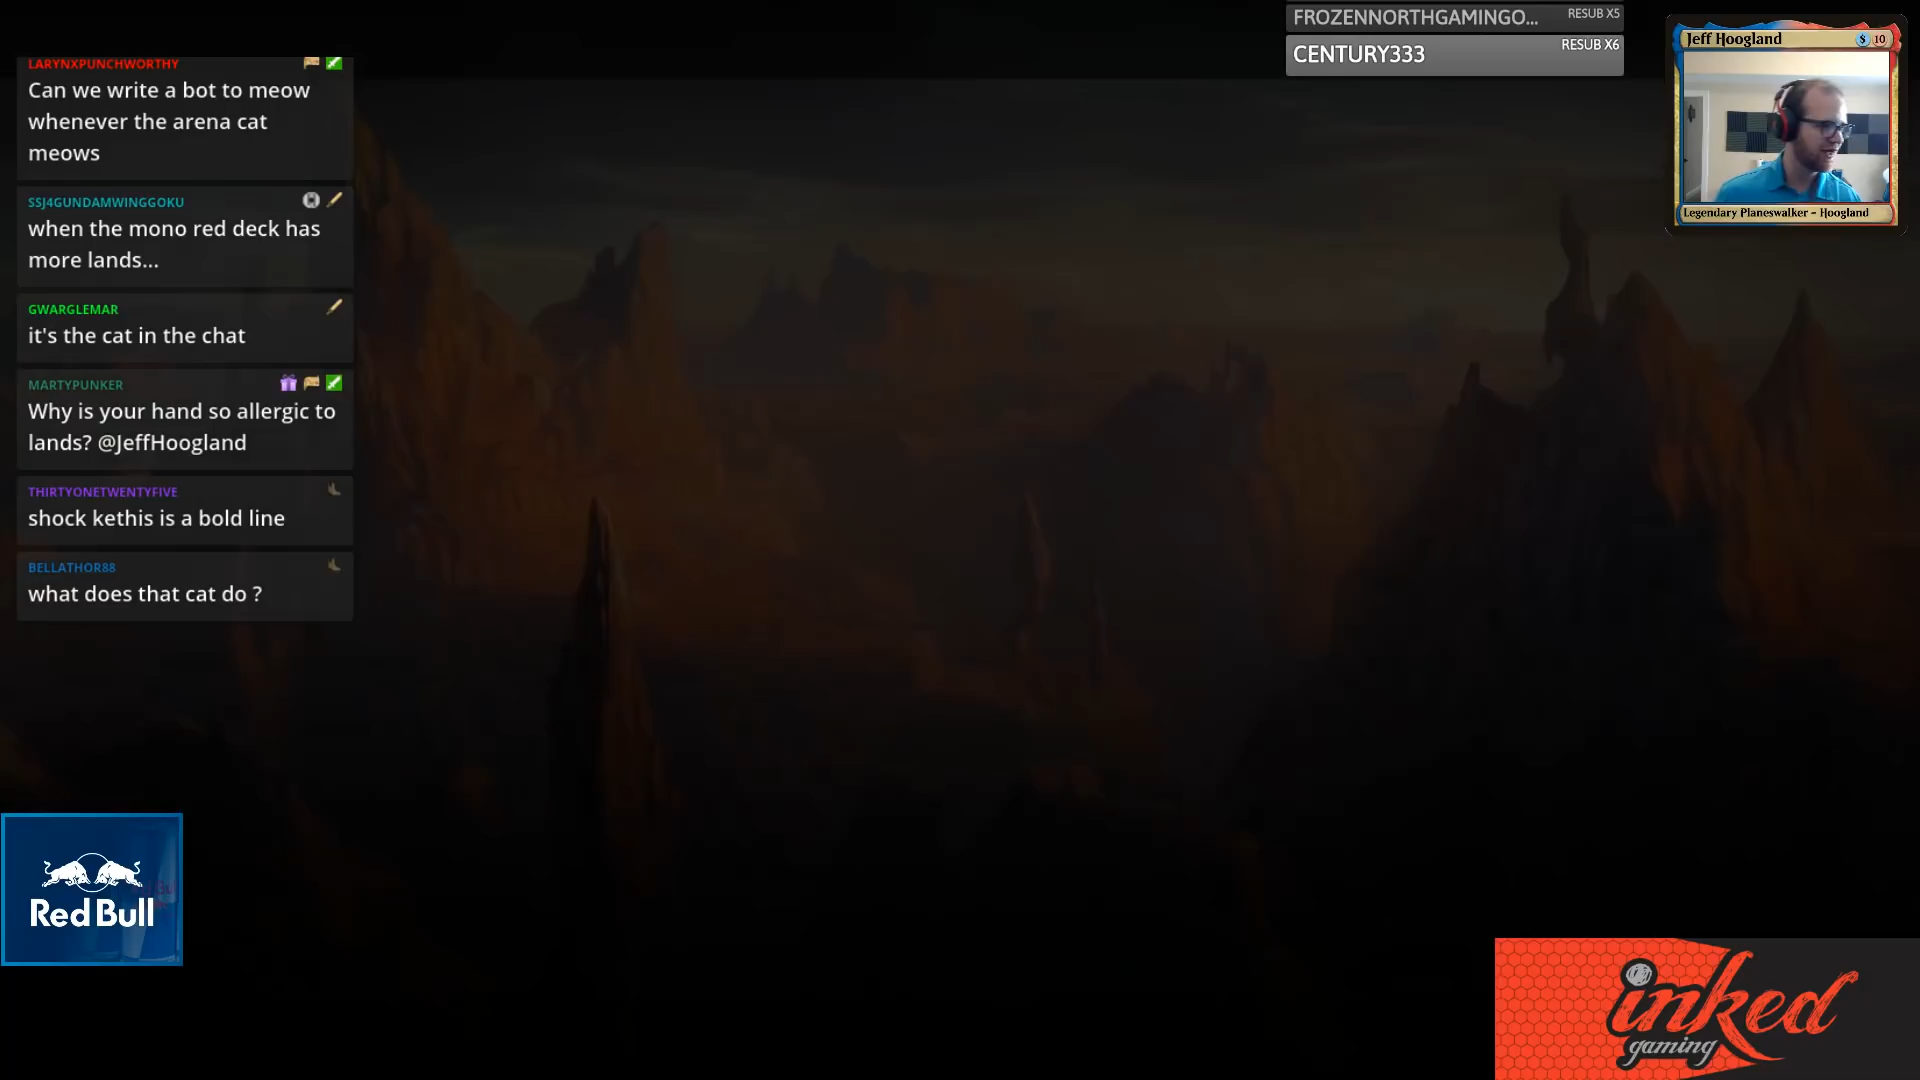 LARYNXPUNCHWORTHY
Can we write a bot to meow
whenever the arena cat
meows
SSJ4GUNDAMWINGGOKU
when the mono red deck has
more lands...
GWARGLEMAR
it's the cat in the chat
MARTYPUNKER
Why is your hand so allergic to
lands? @JeffHoogland
THIRTYONETWENTYFIVE
shock kethis is a bold line
BELLATHOR88
what does that cat do ?
FROZENNORTHGAMINGO... RESUB X5
CENTURY333 RESUB X6
Jeff Hoogland $ 10
Legendary Planeswalker - Hoogland
Red Bull
inked
gaming